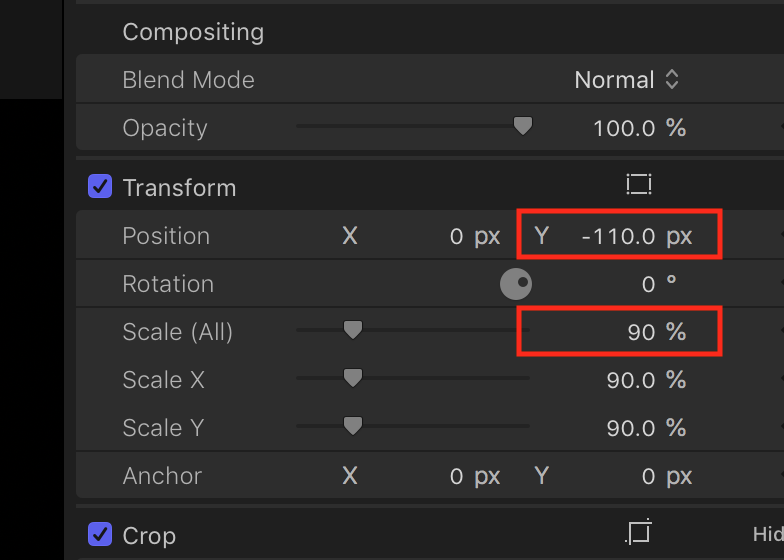 Compositing
Blend Mode Normal
Opacity 100.0 %
Transform
Position X 0 px Y -110.0 px
Rotation 0 °
Scale (All) 90 %
Scale X 90.0 %
Scale Y 90.0 %
Anchor X 0 px Y 0 px
Crop Hid